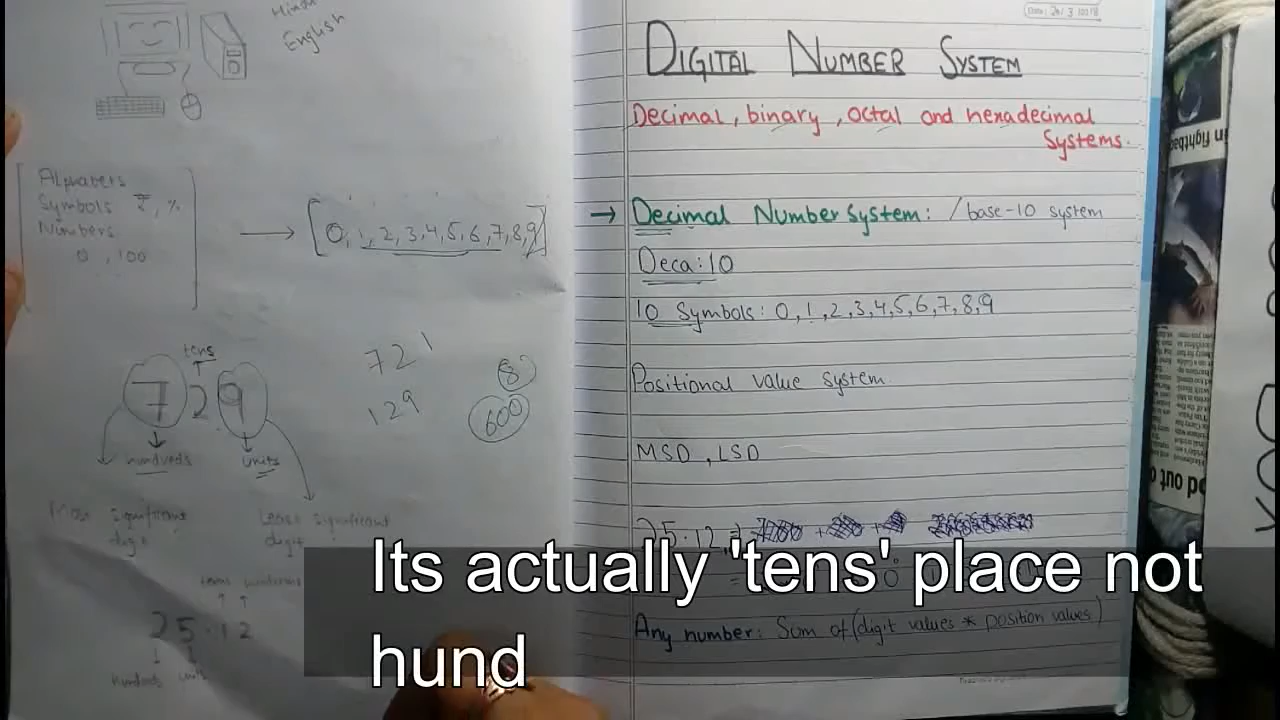 Hindi
English
Alphabets
Symbols ₹, %
Numbers
0, 100
0, 1, 2, 3, 4, 5, 6, 7, 8, 9
tens
7 2 9
hundreds
units
721
129
8
600
Most significant digit
Least significant digit
25.12
hundreds units
DIGITAL NUMBER SYSTEM
Decimal, binary, octal and hexadecimal
Systems.
→ Decimal Number System: / base-10 system
Deca: 10
10 Symbols: 0, 1, 2, 3, 4, 5, 6, 7, 8, 9
Positional value system
MSD, LSD
25.12
Any number: Sum of (digit values * position values)
Its actually 'tens' place not
hund
in fightbac
d out o